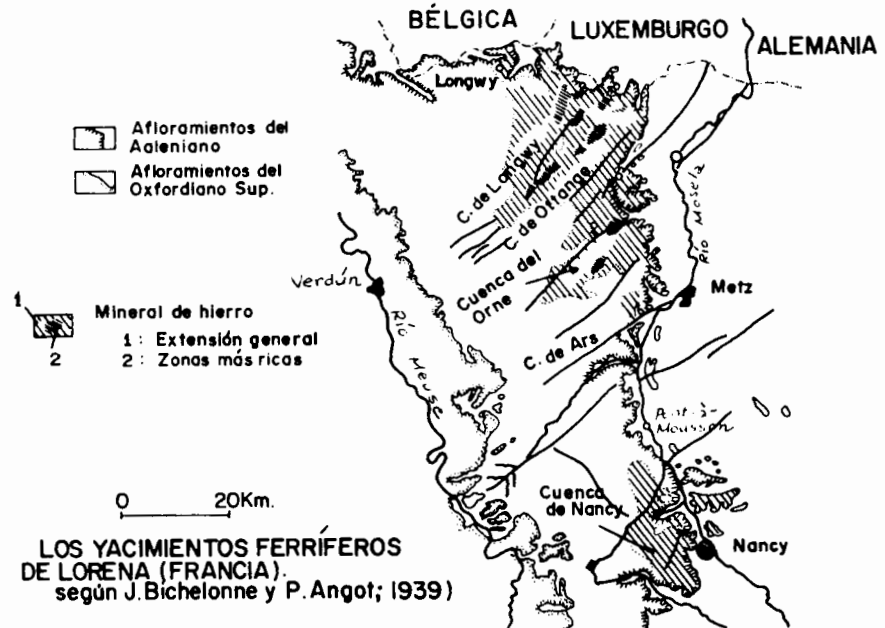 BÉLGICA
LUXEMBURGO
ALEMANIA
Longwy
Afloramientos del
Aaleniano
Afloramientos del
Oxfordiano Sup.
C. de Longwy
C. de Ottange
Río Mosela
Verdún
Cuenca del
Orne
Metz
1
Mineral de hierro
1: Extensión general
2: Zonas más ricas
2
Río Meuse
C. de Ars
Mousson
0 20Km.
Cuenca
de Nancy
Nancy
LOS YACIMIENTOS FERRÍFEROS
DE LORENA (FRANCIA).
según J. Bichelonne y P. Angot; 1939)